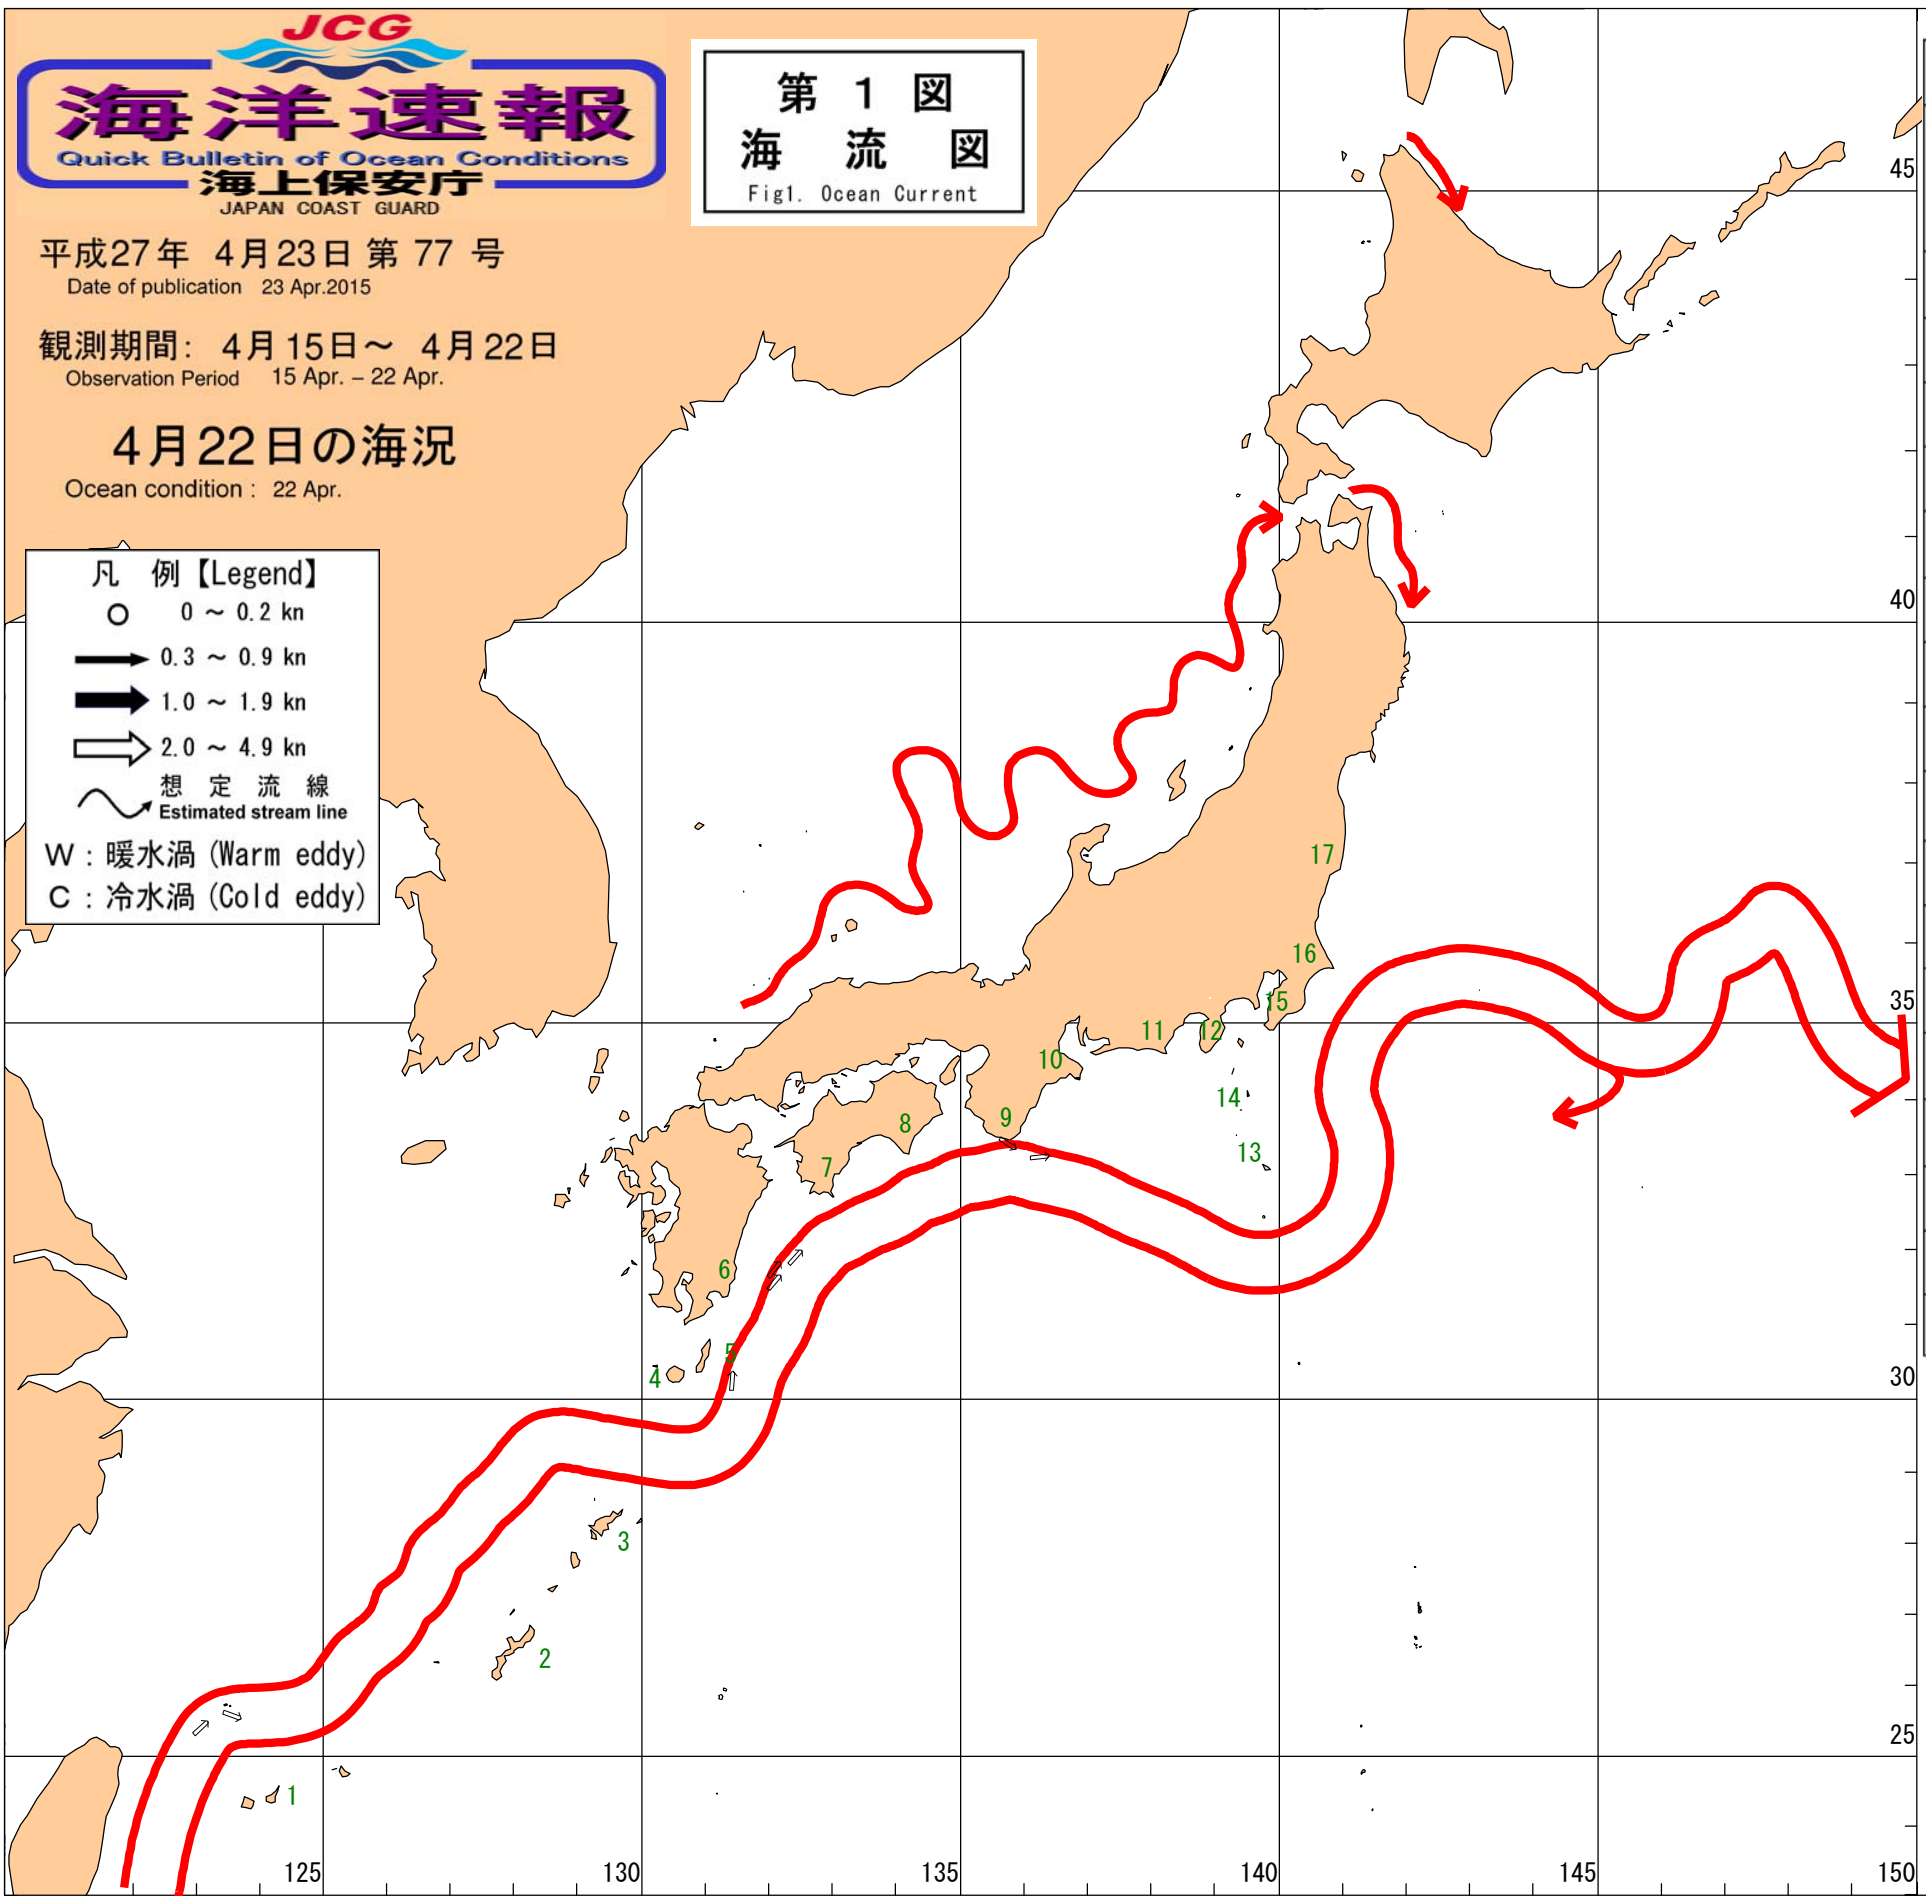 JCG
海洋速報
Quick Bulletin of Ocean Conditions
海上保安庁
JAPAN COAST GUARD
平成27年 4月23日 第 77 号
Date of publication 23 Apr.2015
観測期間: 4月15日～ 4月22日
Observation Period 15 Apr. – 22 Apr.
4月22日の海況
Ocean condition : 22 Apr.
第 1 図
海 流 図
Fig1. Ocean Current
凡 例【Legend】
0 ～ 0.2 kn
0.3 ～ 0.9 kn
1.0 ～ 1.9 kn
2.0 ～ 4.9 kn
想 定 流 線
Estimated stream line
W : 暖水渦 (Warm eddy)
C : 冷水渦 (Cold eddy)
45
40
17
16
35
15
11
12
10
14
9
8
13
7
6
5
4
30
3
2
25
1
125
130
135
140
145
150